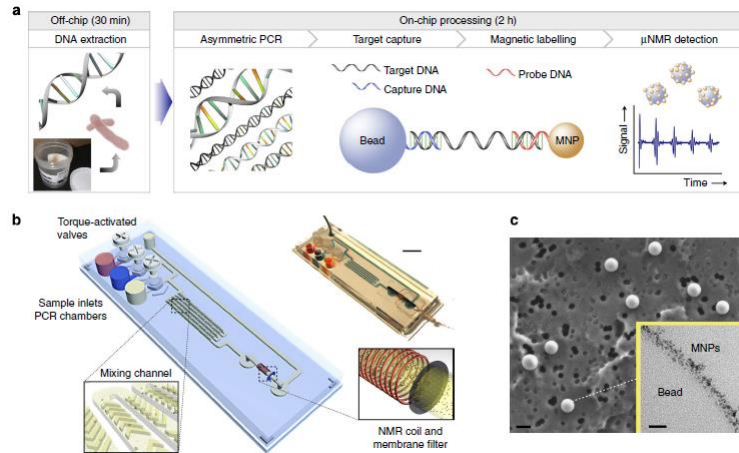 a
Off-chip (30 min)
On-chip processing (2 h)
DNA extraction
Asymmetric PCR
Target capture
Magnetic labelling
µNMR detection
Target DNA
Probe DNA
Capture DNA
Bead
MNP
Signal
Time
b
Torque-activated
valves
Sample inlets
PCR chambers
Mixing channel
NMR coil and
membrane filter
c
MNPs
Bead